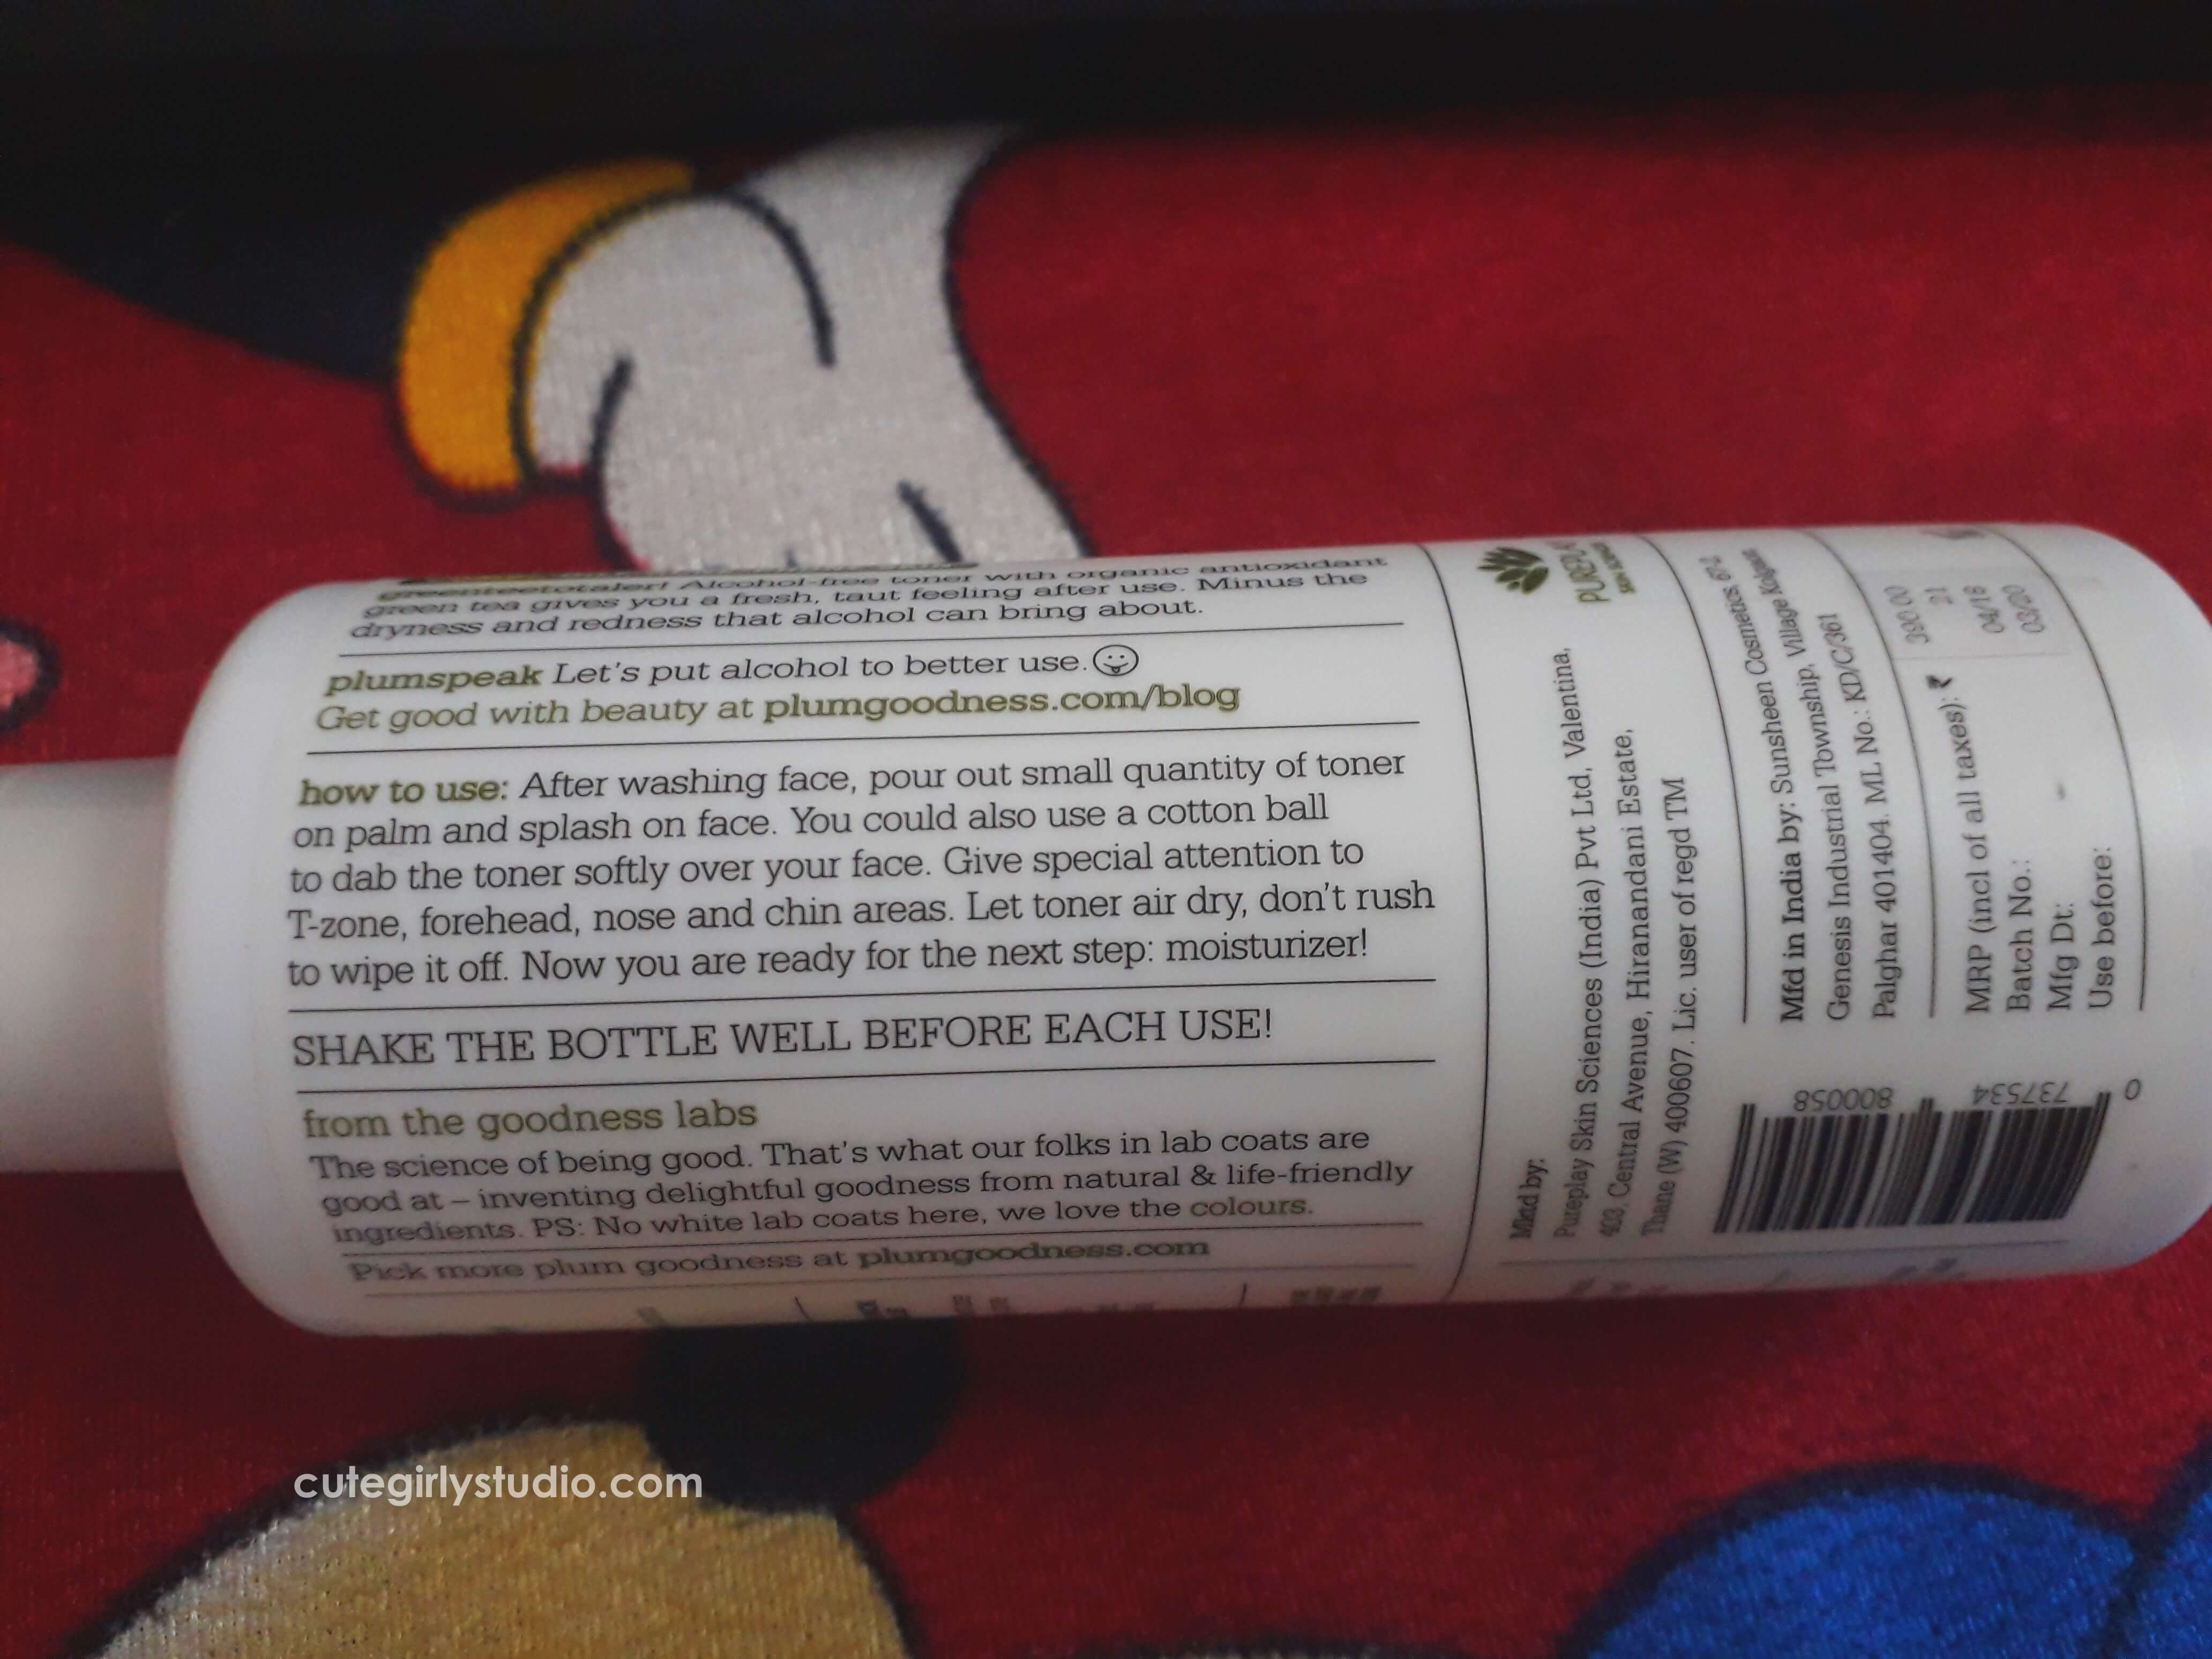 greenteetotaler! Alcohol-free toner with organic antioxidant
green tea gives you a fresh, taut feeling after use. Minus the
dryness and redness that alcohol can bring about.
plumspeak Let's put alcohol to better use.
Get good with beauty at plumgoodness.com/blog
how to use: After washing face, pour out small quantity of toner
on palm and splash on face. You could also use a cotton ball
to dab the toner softly over your face. Give special attention to
T-zone, forehead, nose and chin areas. Let toner air dry, don't rush
to wipe it off. Now you are ready for the next step: moisturizer!
SHAKE THE BOTTLE WELL BEFORE EACH USE!
from the goodness labs
The science of being good. That's what our folks in lab coats are
good at – inventing delightful goodness from natural & life-friendly
ingredients. PS: No white lab coats here, we love the colours.
Pick more plum goodness at plumgoodness.com
Mktd by:
Pureplay Skin Sciences (India) Pvt Ltd, Valentina,
403, Central Avenue, Hiranandani Estate,
Thane (W) 400607. Lic. user of regd TM
Mfd in India by: Sunsheen Cosmetics,
Genesis Industrial Township, Village Kolgaon
Palghar 401404. ML No.: KD/C/361
MRP (incl of all taxes): ₹ 390.00
Batch No.: 21
Mfg Dt: 04/18
Use before: 03/20
0 737534 800058
cutegirlystudio.com